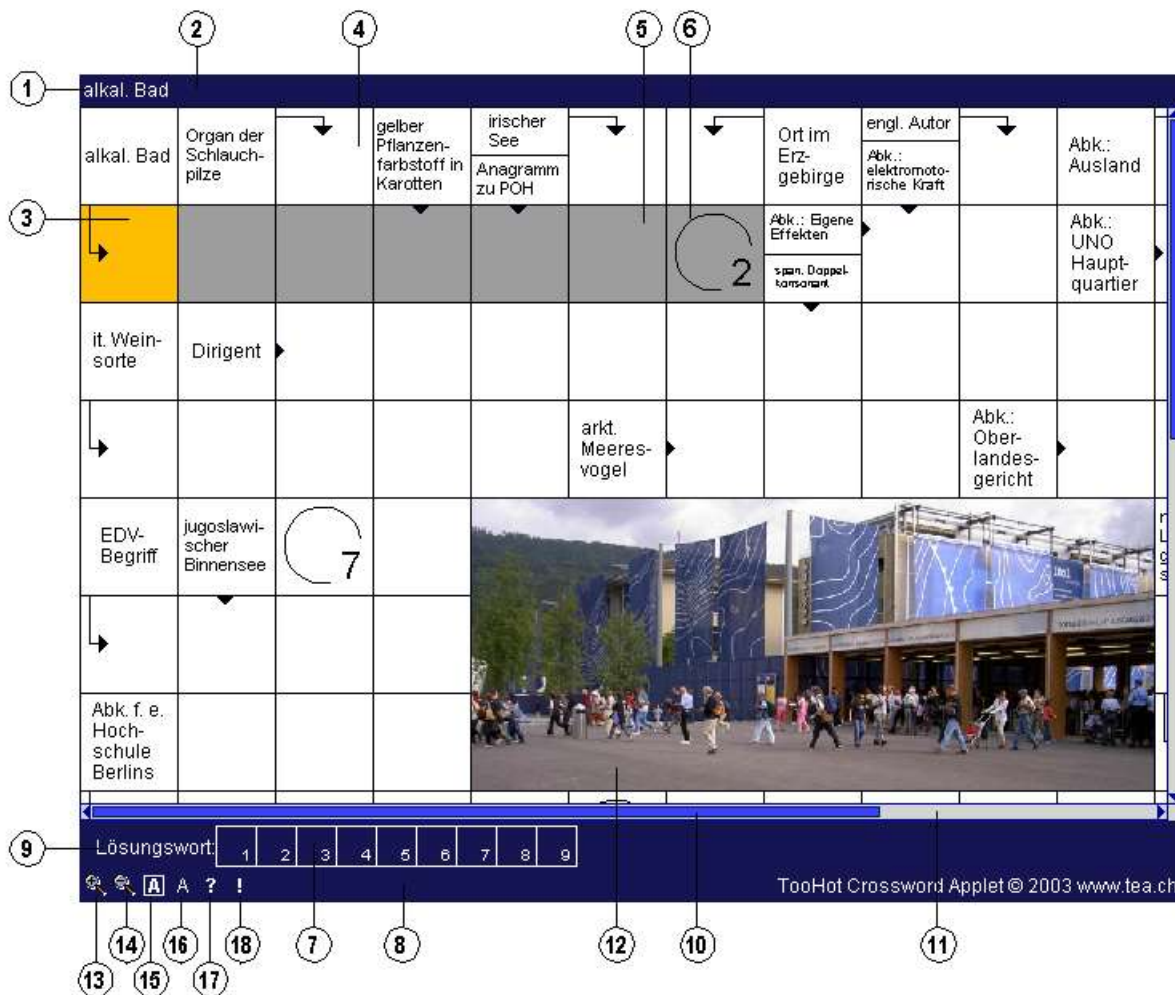 2
4
5
6
1
alkal. Bad
alkal. Bad
Organ der
Schlauch-
pilze
gelber
Pflanzen-
farbstoff in
Karotten
irischer
See
Anagramm
zu POH
Ort im
Erz-
gebirge
engl. Autor
Abk.:
elektromoto-
rische Kraft
Abk.:
Ausland
3
2
Abk.: Eigene
Effekten
span. Doppel-
konsonant
Abk.:
UNO
Haupt-
quartier
it. Wein-
sorte
Dirigent
arkt.
Meeres-
vogel
Abk.:
Ober-
landes-
gericht
EDV-
Begriff
jugoslawi-
scher
Binnensee
7
Abk. f. e.
Hoch-
schule
Berlins
9
Lösungswort:
1 2 3 4 5 6 7 8 9
A A ? !
TooHot Crossword Applet © 2003 www.tea.ch
13
14
15
16
17
18
7
8
12
10
11